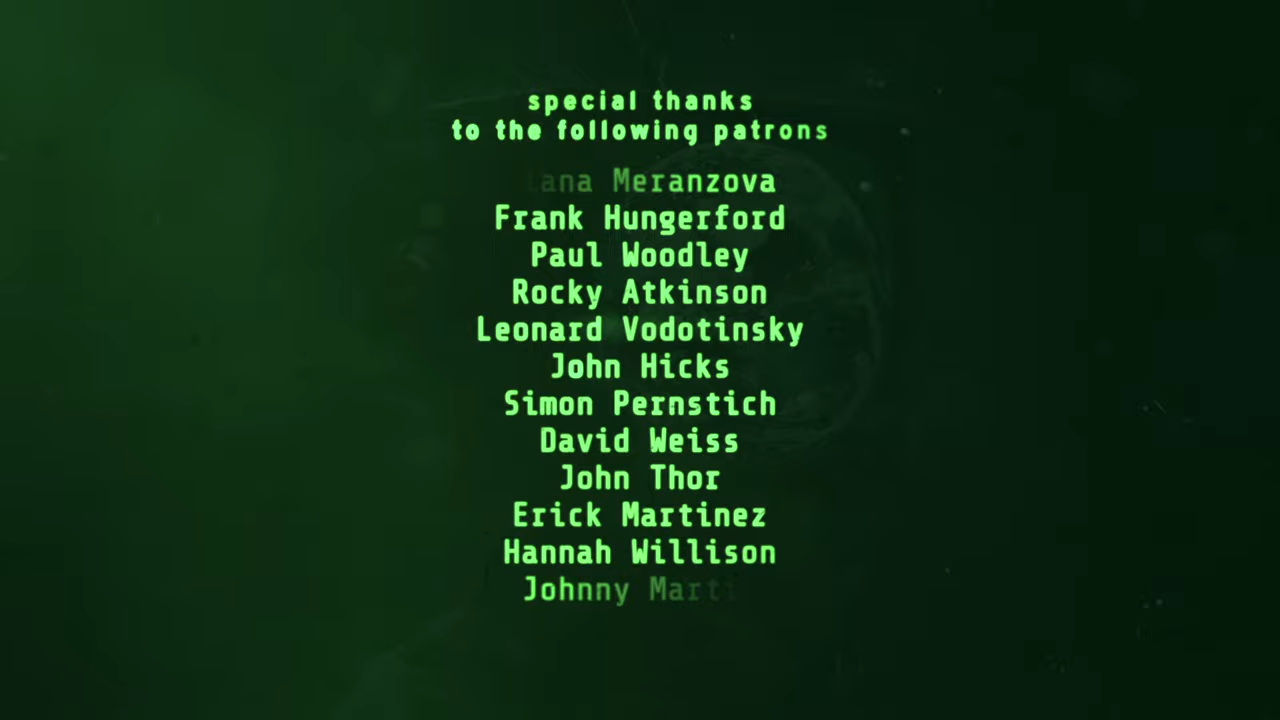 special thanks
to the following patrons
Meranzova
Frank Hungerford
Paul Woodley
Rocky Atkinson
Leonard Vodotinsky
John Hicks
Simon Pernstich
David Weiss
John Thor
Erick Martinez
Hannah Willison
Johnny